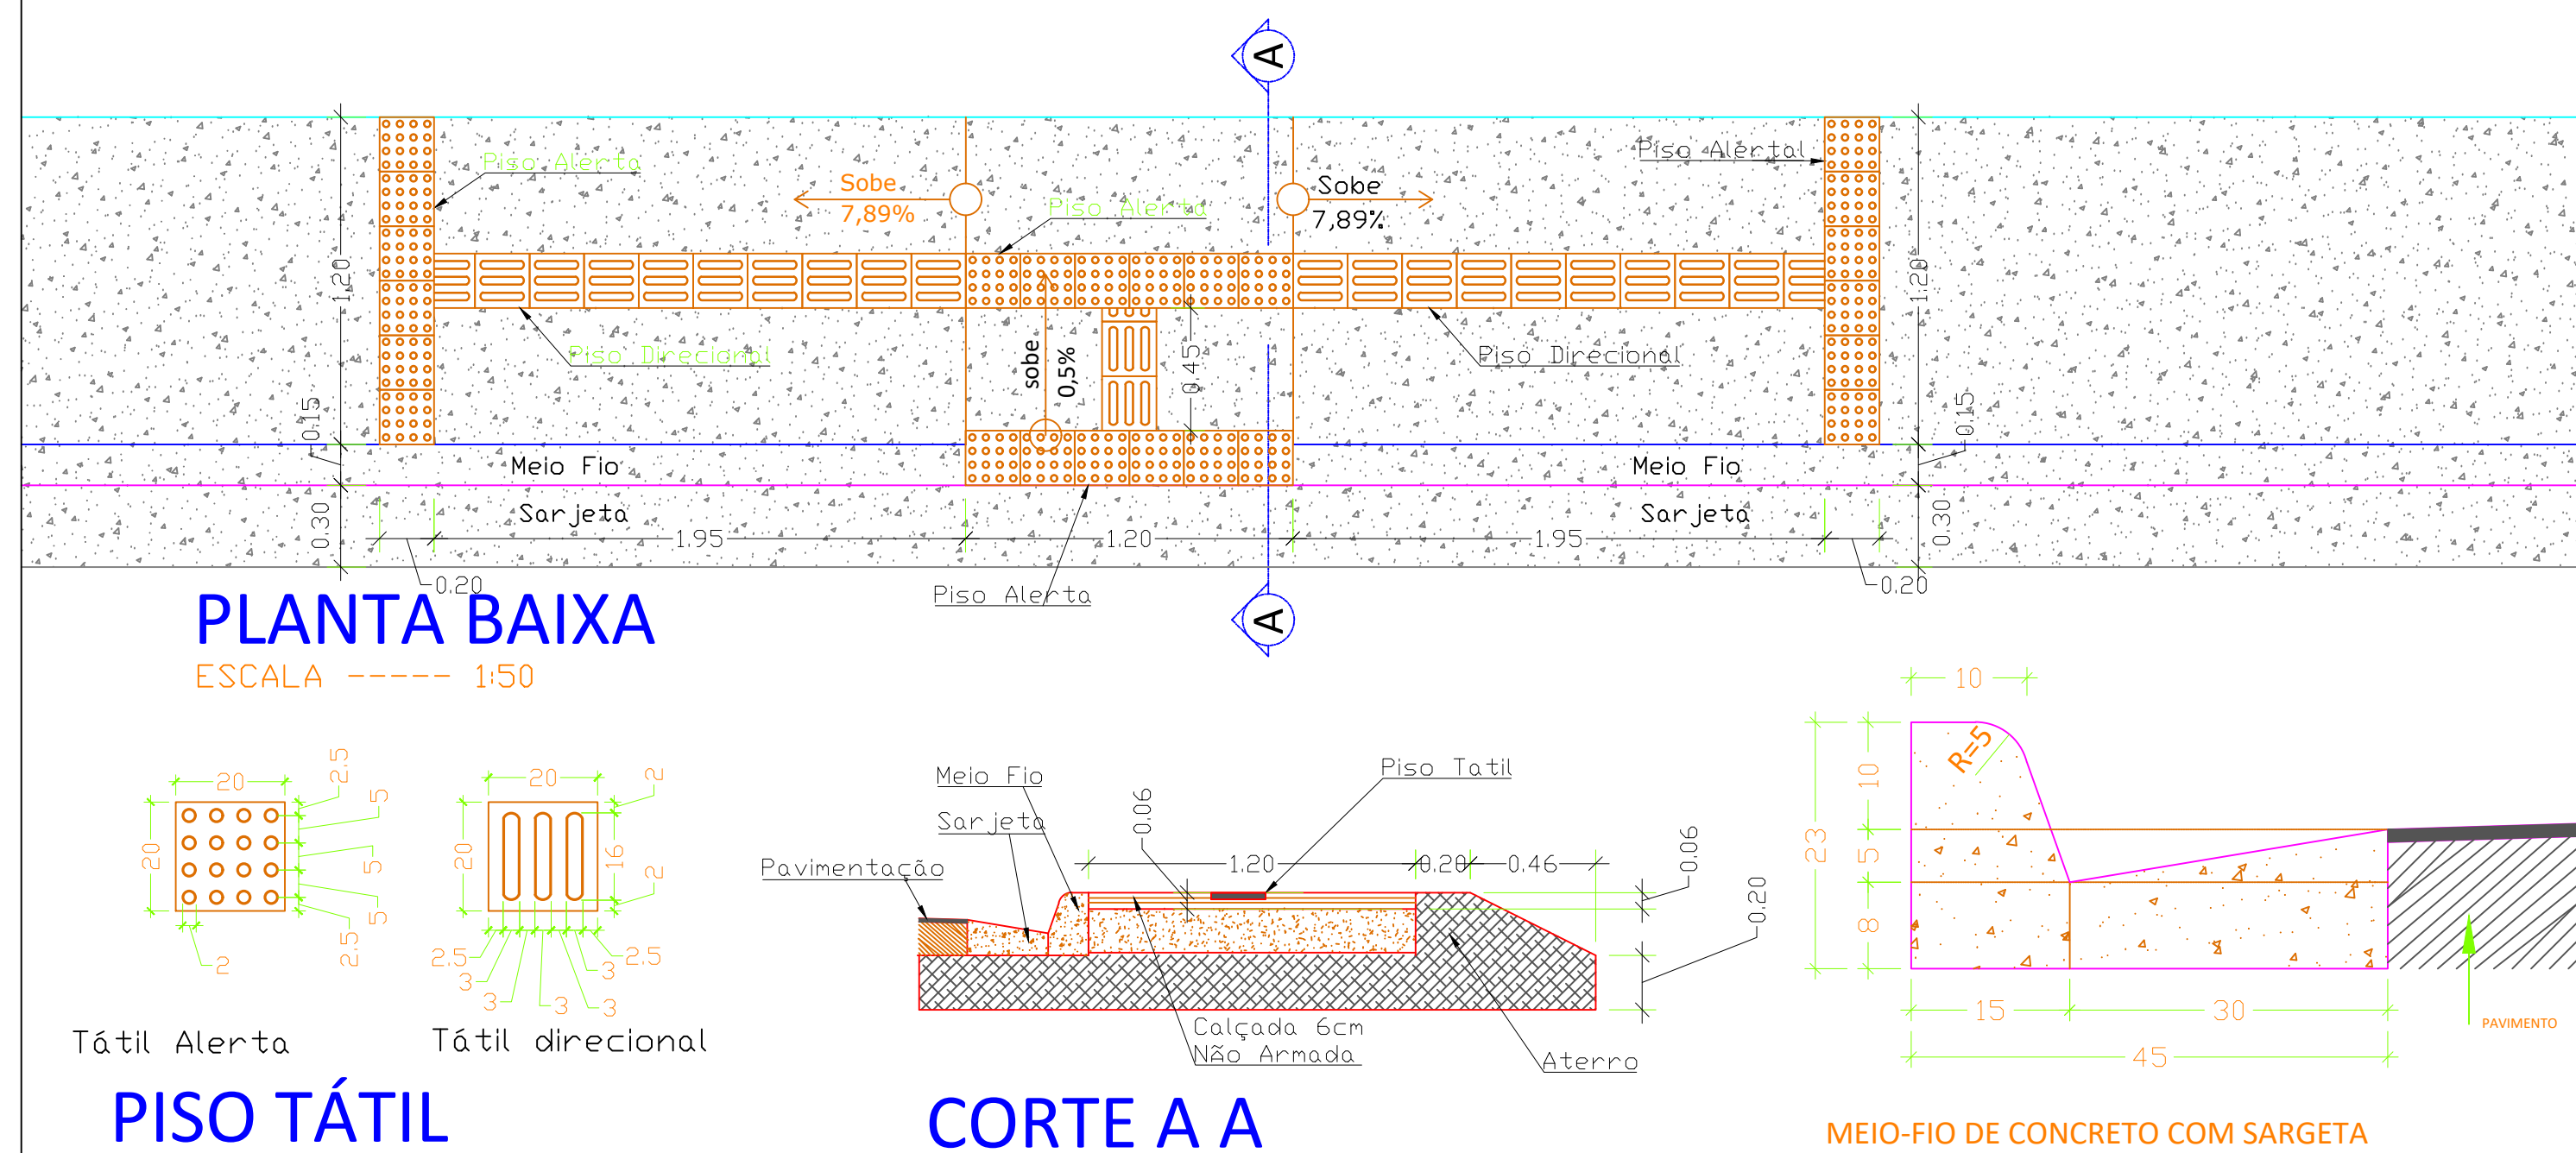 A
Piso Alerta
Sobe
7,89%
Piso Alerta
Sobe
7,89%
Piso Alertal
1.20
1.20
Piso Direcional
sobe
0,5%
0.45
Piso Direcional
0.15
Meio Fio
Meio Fio
0.15
0.30
Sarjeta
Sarjeta
0.30
1.95
1.20
1.95
0.20
Piso Alerta
0.20
A
PLANTA BAIXA
ESCALA ----- 1:50
20
2.5
5
20
5
5
2.5
2
Tátil Alerta
20
2
20
16
2
2.5
3
3
3
3
3
2.5
Tátil direcional
PISO TÁTIL
Meio Fio
Sarjeta
Pavimentação
0.06
Piso Tatil
1.20
0.20
0.46
0.06
0.20
Calçada 6cm
NÃo Armada
Aterro
CORTE A A
10
R=5
23
10
5
8
15
30
45
PAVIMENTO
MEIO-FIO DE CONCRETO COM SARGETA